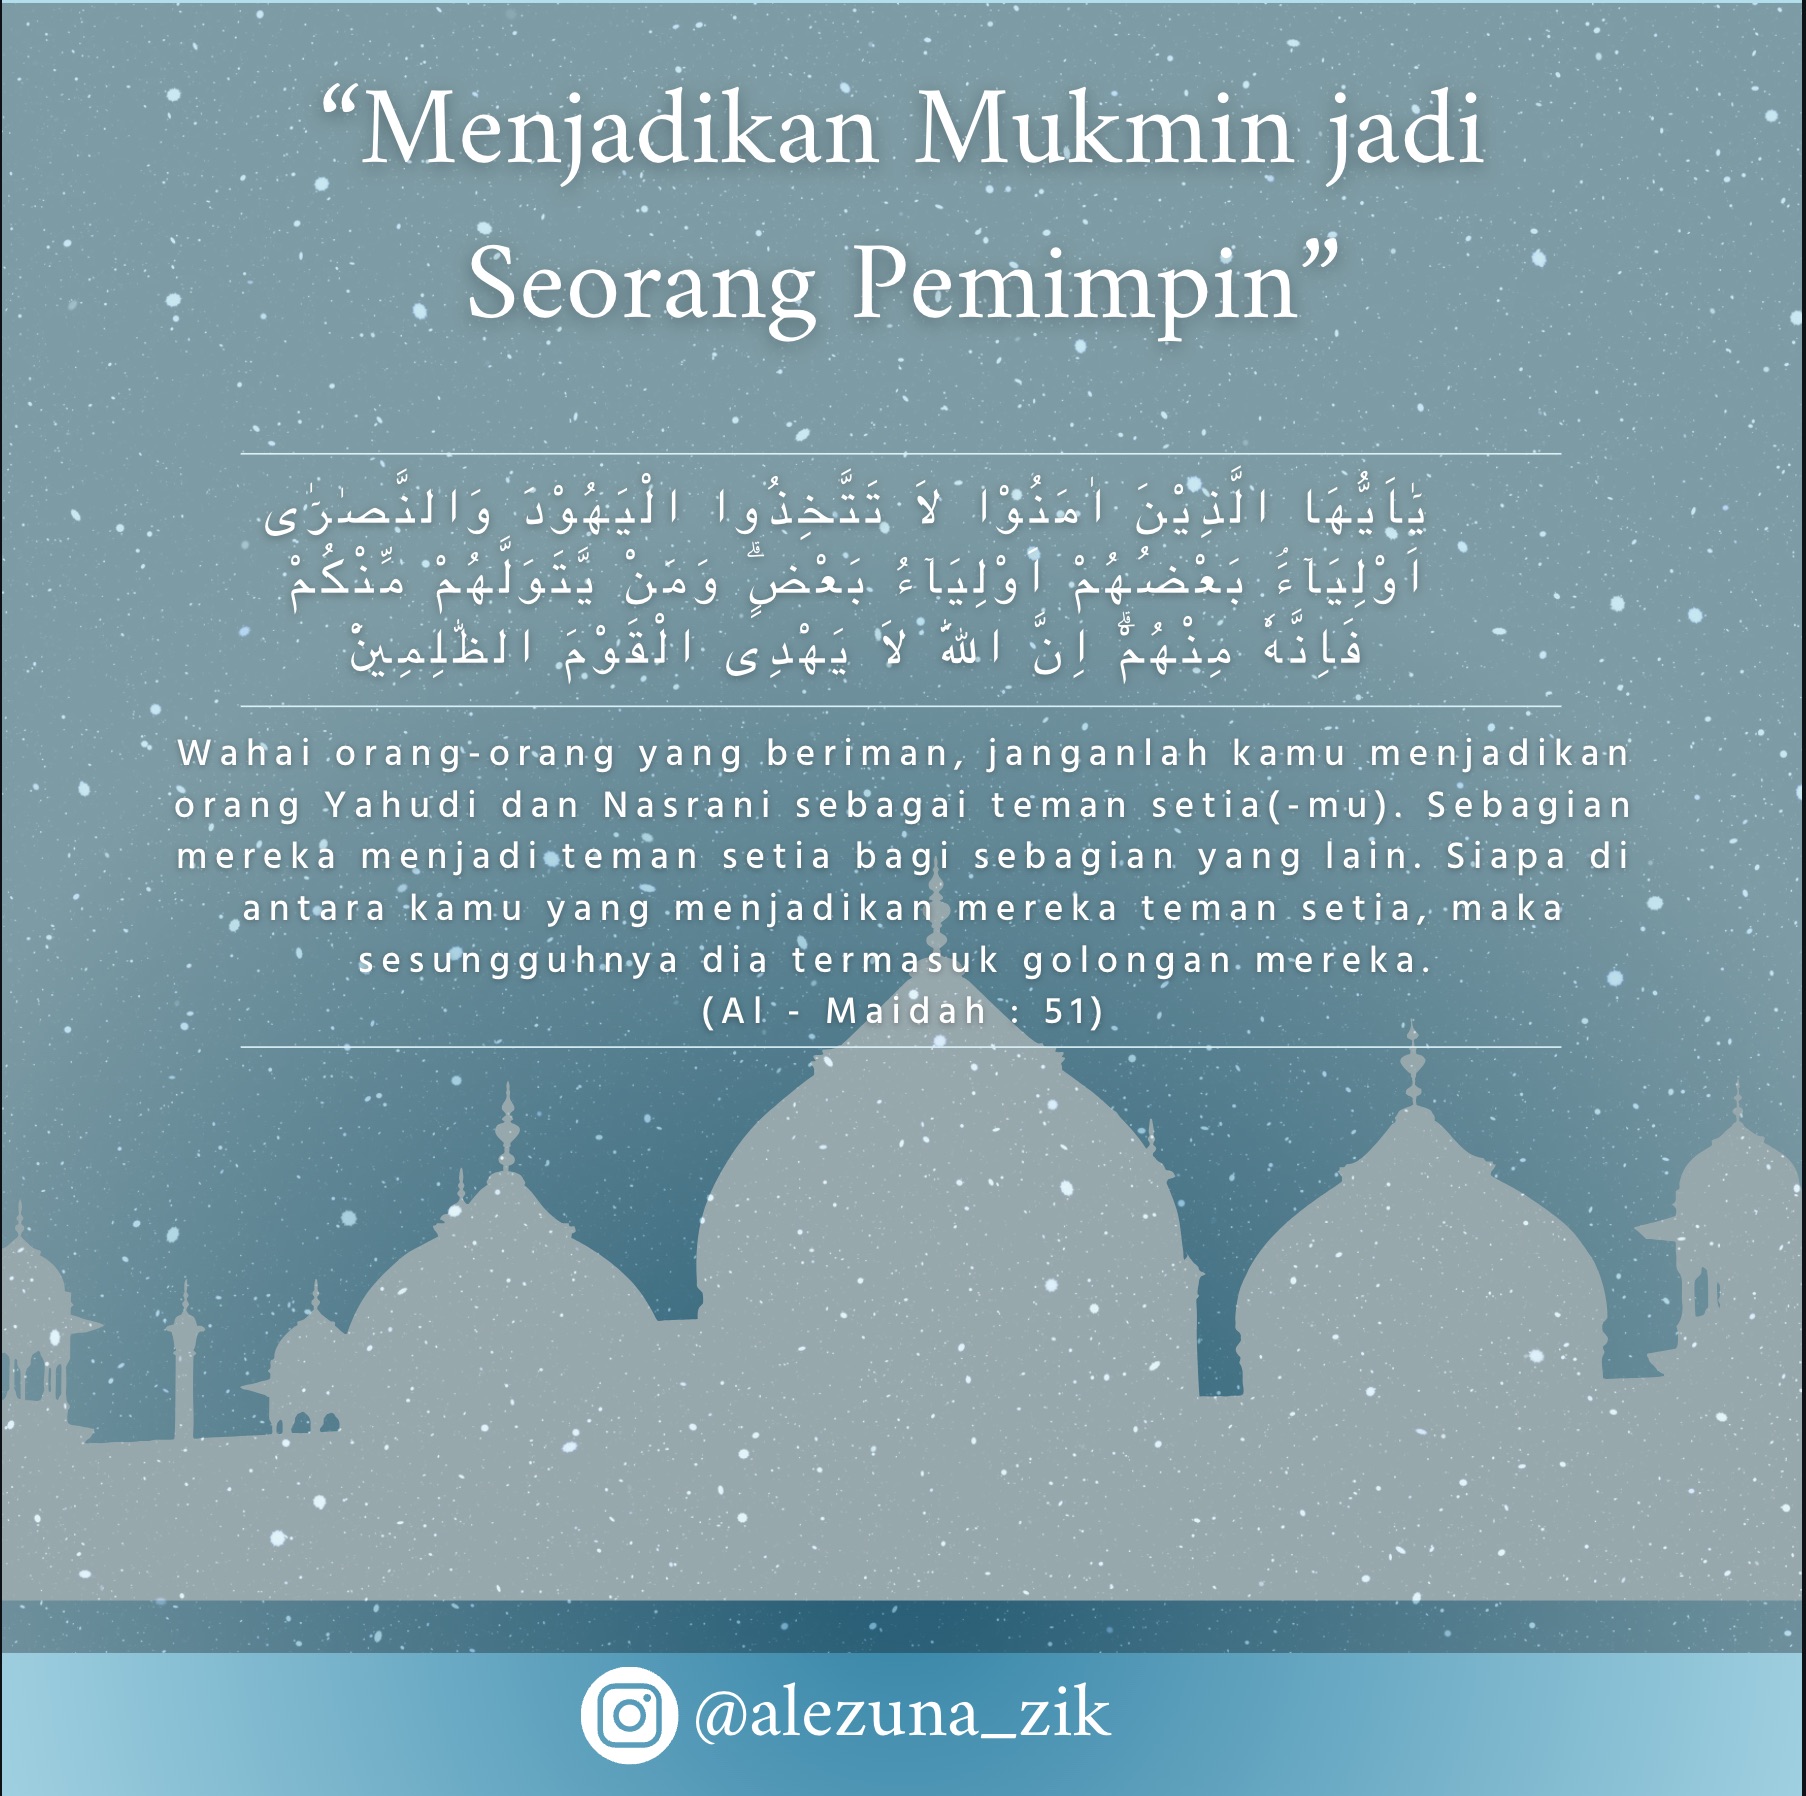 “Menjadikan Mukmin jadi
Seorang Pemimpin”
يٰٓاَيُّهَا الَّذِيْنَ اٰمَنُوْا لَا تَتَّخِذُوا الْيَهُوْدَ وَالنَّصٰرٰٓى
اَوْلِيَاۤءَۘ بَعْضُهُمْ اَوْلِيَاۤءُ بَعْضٍۗ وَمَنْ يَّتَوَلَّهُمْ مِّنْكُمْ
فَاِنَّهٗ مِنْهُمْۗ اِنَّ اللّٰهَ لَا يَهْدِى الْقَوْمَ الظّٰلِمِيْنَ
Wahai orang-orang yang beriman, janganlah kamu menjadikan
orang Yahudi dan Nasrani sebagai teman setia(-mu). Sebagian
mereka menjadi teman setia bagi sebagian yang lain. Siapa di
antara kamu yang menjadikan mereka teman setia, maka
sesungguhnya dia termasuk golongan mereka.
(Al - Maidah : 51)
@alezuna_zik